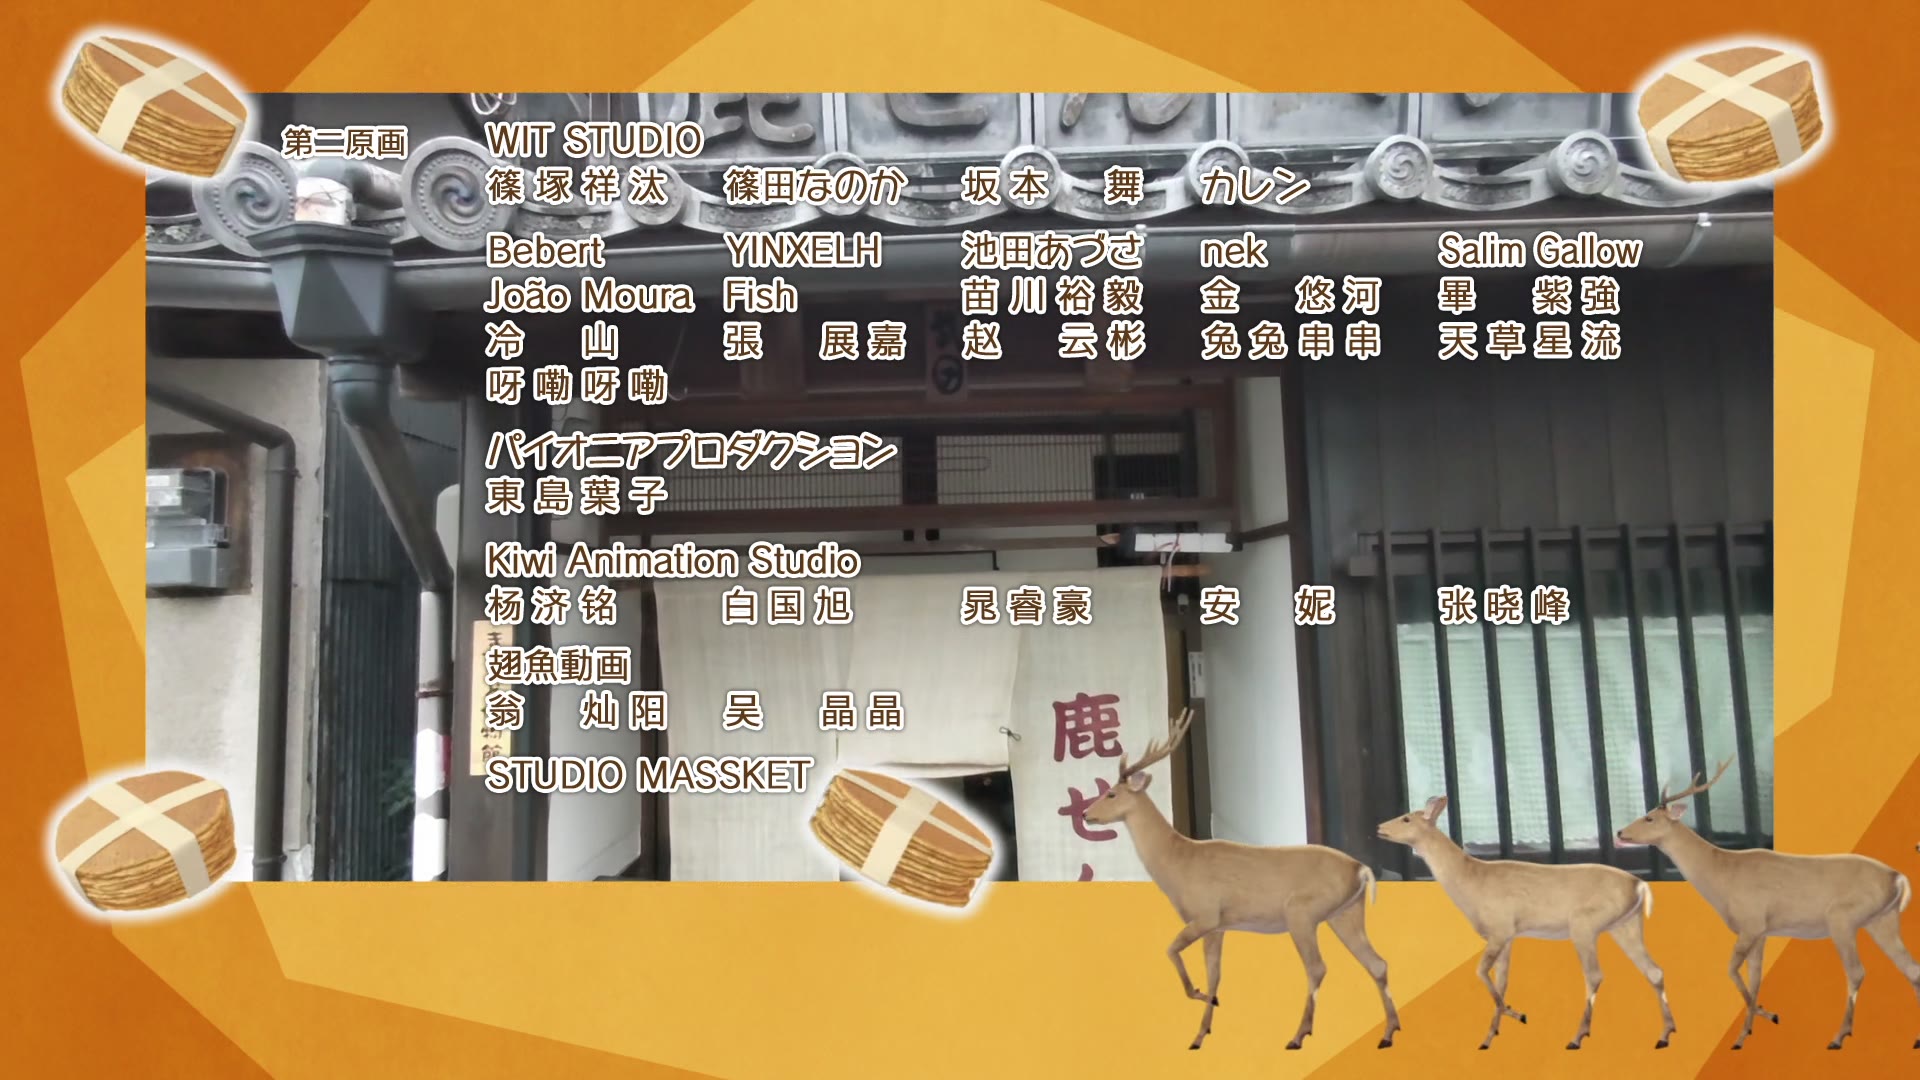 第二原画 WIT STUDIO
篠塚祥汰 篠田なのか 坂本 舞 カレン
Bebert YINXELH 池田あづさ nek Salim Gallow
João Moura Fish 苗川裕毅 金 悠河 畢 紫強
冷 山 張 展嘉 赵 云彬 兔兔串串 天草星流
呀嘞呀嘞
パイオニアプロダクション
東島葉子
Kiwi Animation Studio
杨济铭 白国旭 晁睿豪 安 妮 张晓峰
翅魚動画
翁 灿阳 吴 晶晶
STUDIO MASSKET
鹿せ
物館